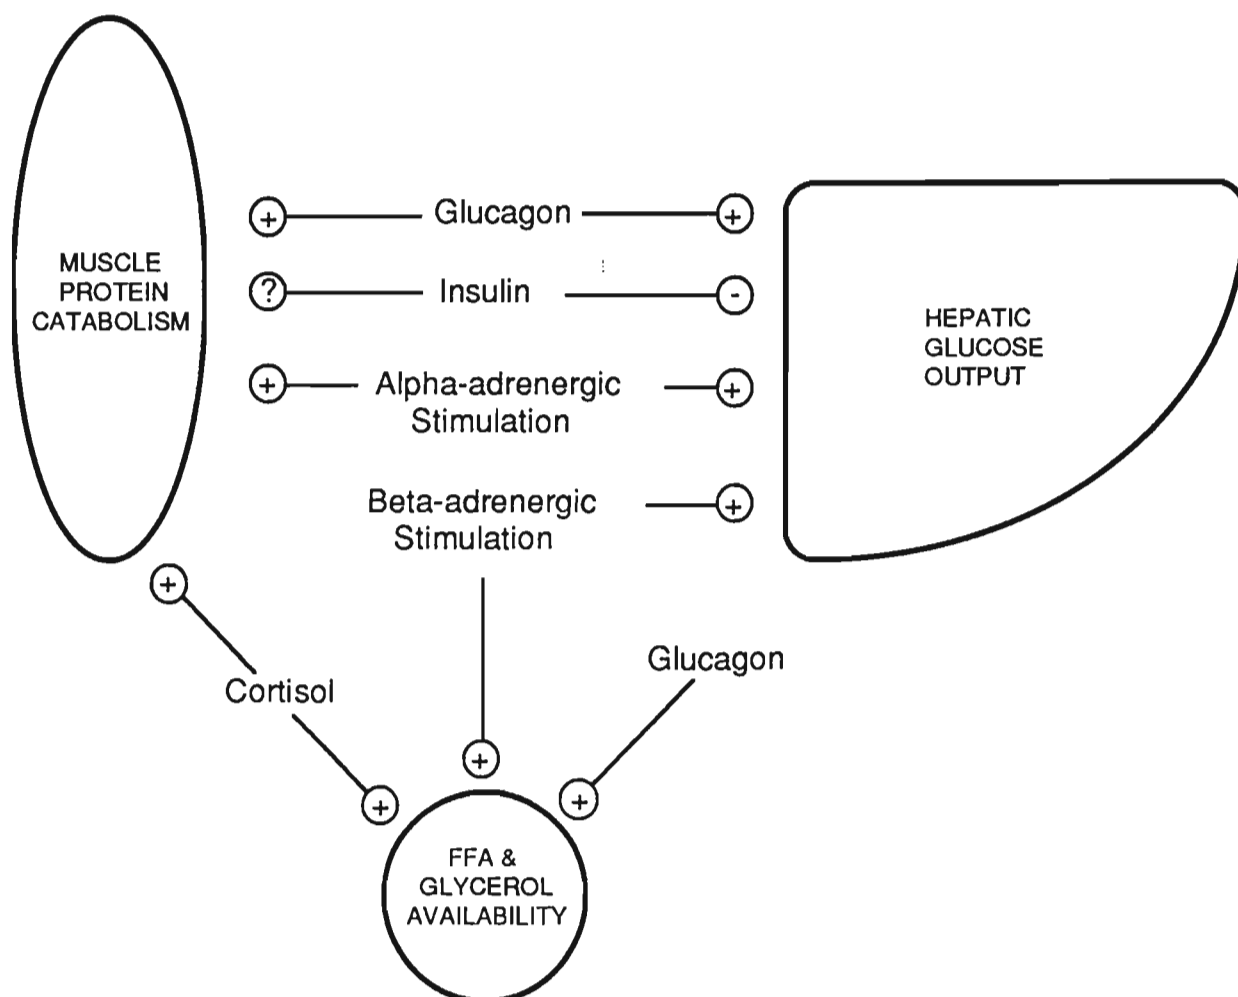 MUSCLE
PROTEIN
CATABOLISM
+ Glucagon +
? Insulin -
+ Alpha-adrenergic +
Stimulation
Beta-adrenergic +
Stimulation
HEPATIC
GLUCOSE
OUTPUT
+
Cortisol
Glucagon
+
+
+
FFA &
GLYCEROL
AVAILABILITY